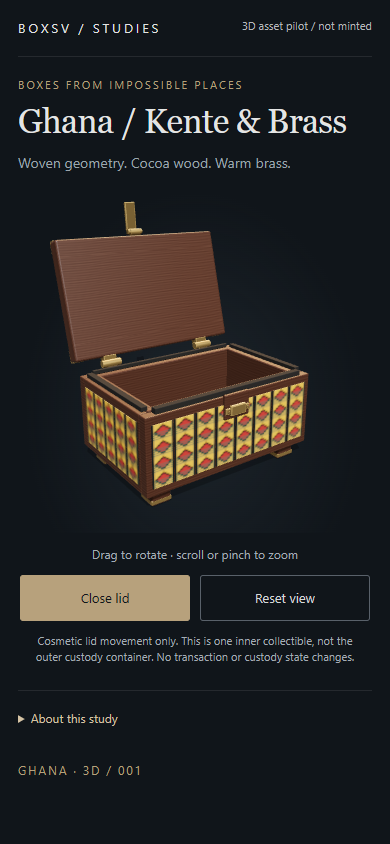 BOXSV / STUDIES
3D asset pilot / not minted
BOXES FROM IMPOSSIBLE PLACES
Ghana / Kente & Brass
Woven geometry. Cocoa wood. Warm brass.
Drag to rotate · scroll or pinch to zoom
Close lid
Reset view
Cosmetic lid movement only. This is one inner collectible, not the
outer custody container. No transaction or custody state changes.
About this study
GHANA · 3D / 001